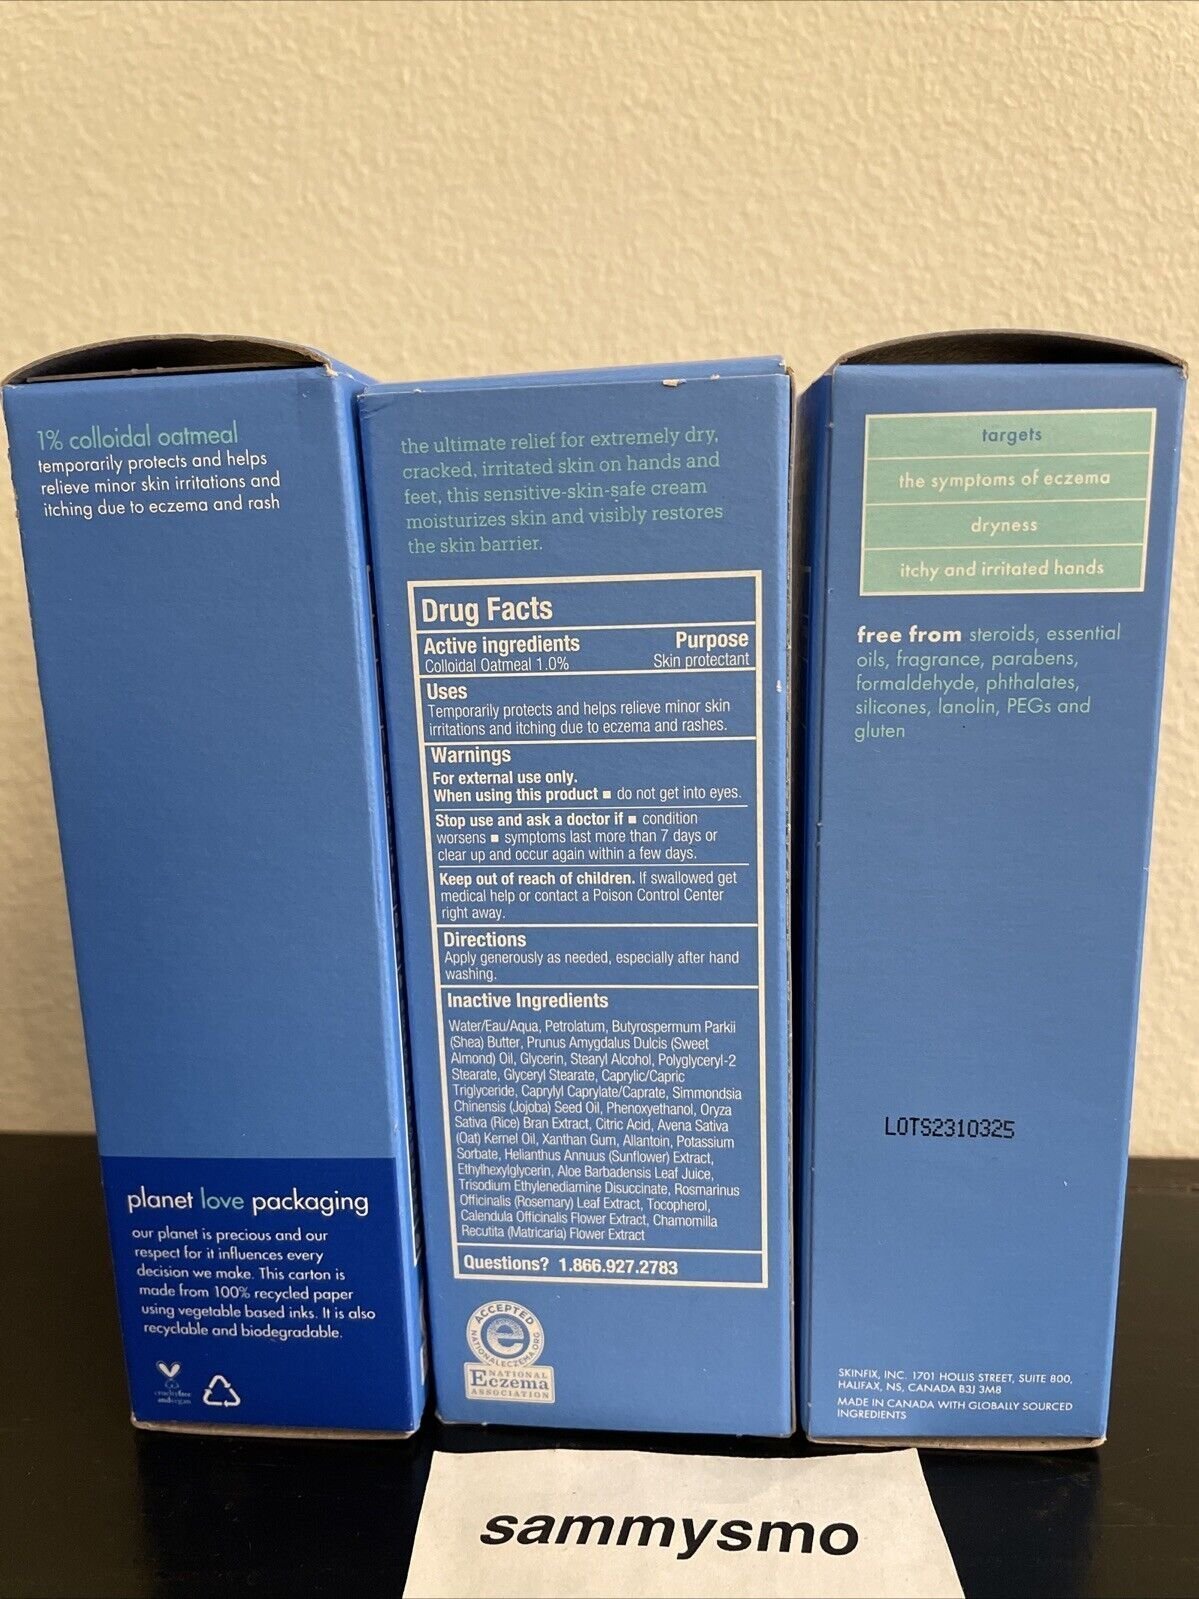 1% colloidal oatmeal
temporarily protects and helps
relieve minor skin irritations and
itching due to eczema and rash
planet love packaging
our planet is precious and our
respect for it influences every
decision we make. This carton is
made from 100% recycled paper
using vegetable based inks. It is also
recyclable and biodegradable.
crueltyfree
andvegan
the ultimate relief for extremely dry,
cracked, irritated skin on hands and
feet, this sensitive-skin-safe cream
moisturizes skin and visibly restores
the skin barrier.
Drug Facts
Active ingredients Purpose
Colloidal Oatmeal 1.0% Skin protectant
Uses
Temporarily protects and helps relieve minor skin
irritations and itching due to eczema and rashes.
Warnings
For external use only.
When using this product ■ do not get into eyes.
Stop use and ask a doctor if ■ condition
worsens ■ symptoms last more than 7 days or
clear up and occur again within a few days.
Keep out of reach of children. If swallowed get
medical help or contact a Poison Control Center
right away.
Directions
Apply generously as needed, especially after hand
washing.
Inactive Ingredients
Water/Eau/Aqua, Petrolatum, Butyrospermum Parkii
(Shea) Butter, Prunus Amygdalus Dulcis (Sweet
Almond) Oil, Glycerin, Stearyl Alcohol, Polyglyceryl-2
Stearate, Glyceryl Stearate, Caprylic/Capric
Triglyceride, Caprylyl Caprylate/Caprate, Simmondsia
Chinensis (Jojoba) Seed Oil, Phenoxyethanol, Oryza
Sativa (Rice) Bran Extract, Citric Acid, Avena Sativa
(Oat) Kernel Oil, Xanthan Gum, Allantoin, Potassium
Sorbate, Helianthus Annuus (Sunflower) Extract,
Ethylhexylglycerin, Aloe Barbadensis Leaf Juice,
Trisodium Ethylenediamine Disuccinate, Rosmarinus
Officinalis (Rosemary) Leaf Extract, Tocopherol,
Calendula Officinalis Flower Extract, Chamomilla
Recutita (Matricaria) Flower Extract
Questions? 1.866.927.2783
ACCEPTED
e
NATIONALECZEMA.ORG
NATIONAL
Eczema
ASSOCIATION
targets
the symptoms of eczema
dryness
itchy and irritated hands
free from steroids, essential
oils, fragrance, parabens,
formaldehyde, phthalates,
silicones, lanolin, PEGs and
gluten
LOTS2310325
SKINFIX, INC. 1701 HOLLIS STREET, SUITE 800,
HALIFAX, NS, CANADA B3J 3M8
MADE IN CANADA WITH GLOBALLY SOURCED
INGREDIENTS
sammysmo